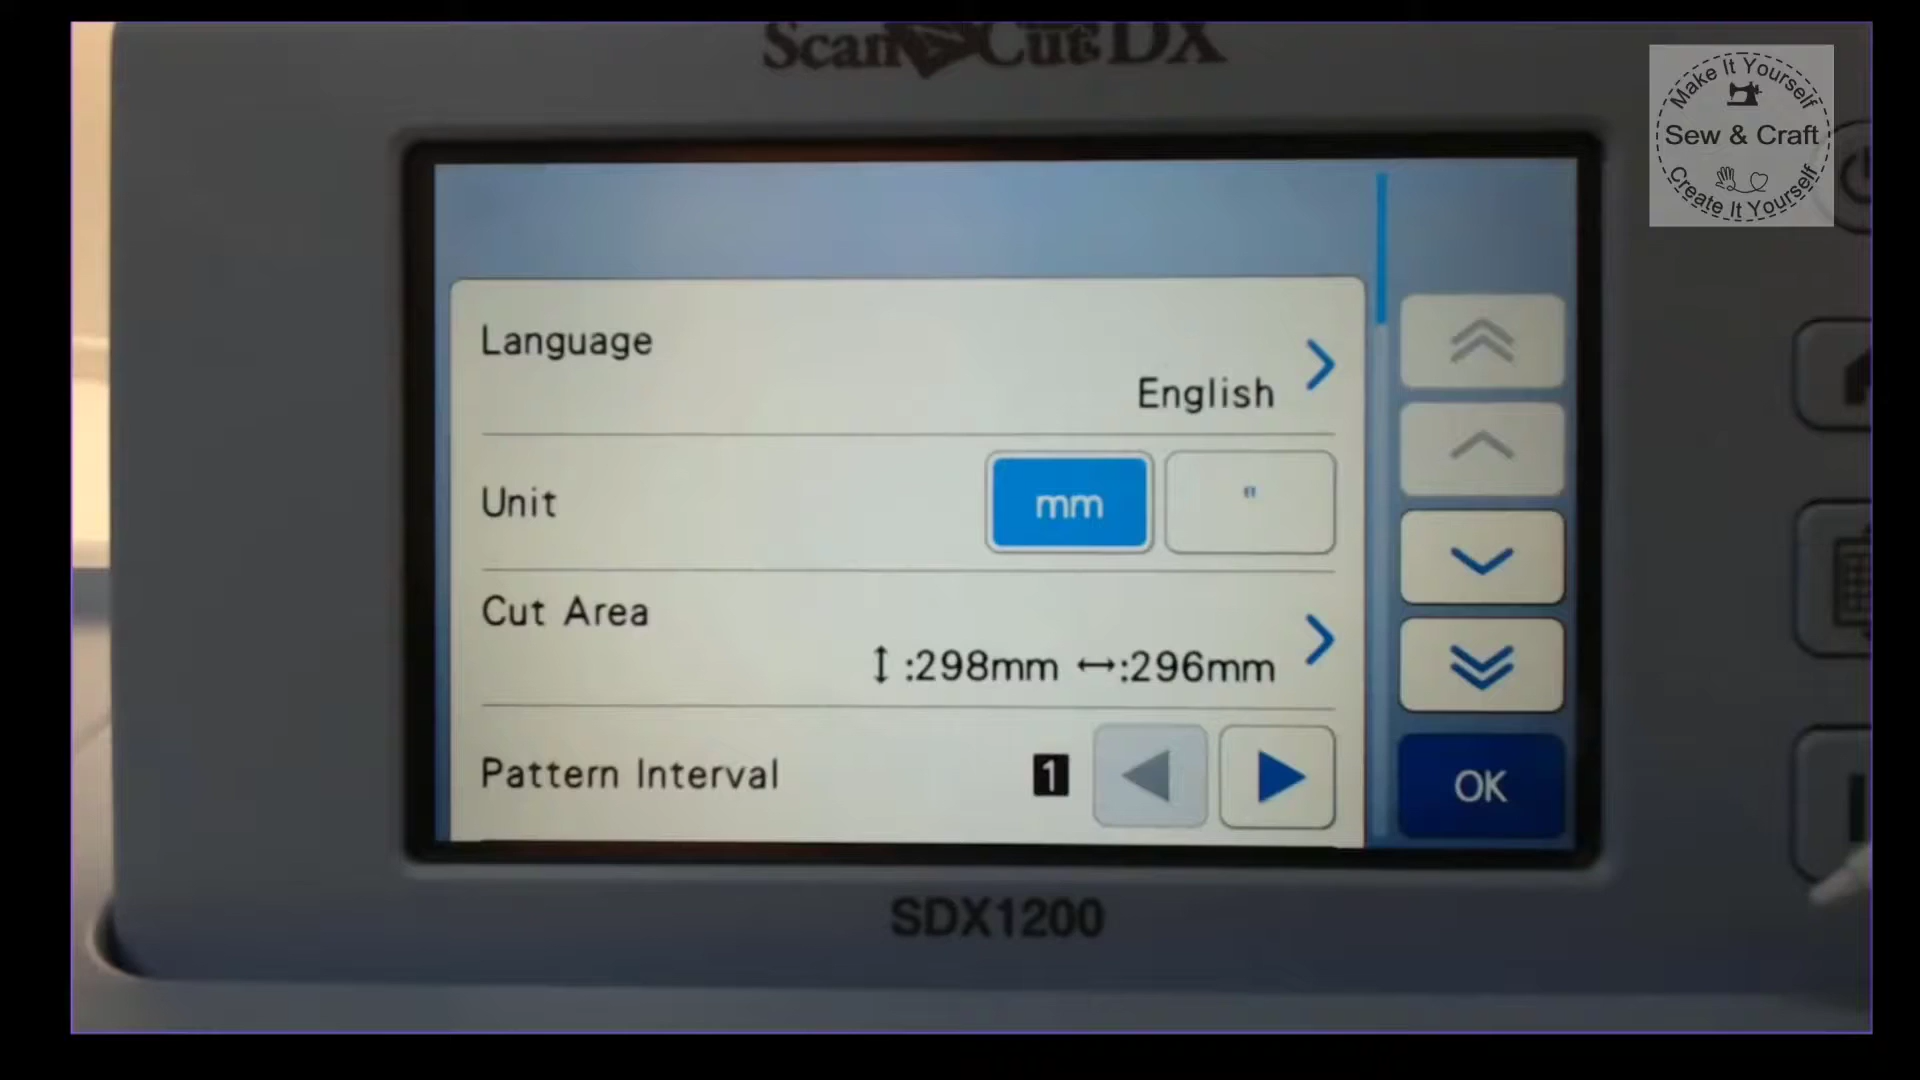 ScanNCut DX
Make It Yourself
Sew & Craft
Create It Yourself
Language
English
Unit
mm
"
Cut Area
↕:298mm ↔:296mm
Pattern Interval
1
OK
SDX1200